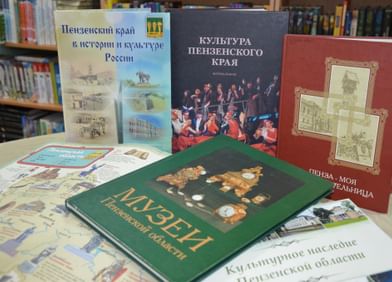 Пензенский край
в истории и культуре
России
КУЛЬТУРА
ПЕНЗЕНСКОГО
КРАЯ
ПЕНЗА - МОЯ
МУЗЕИ
Пензенской области
Культурное наследие
Пензенской области